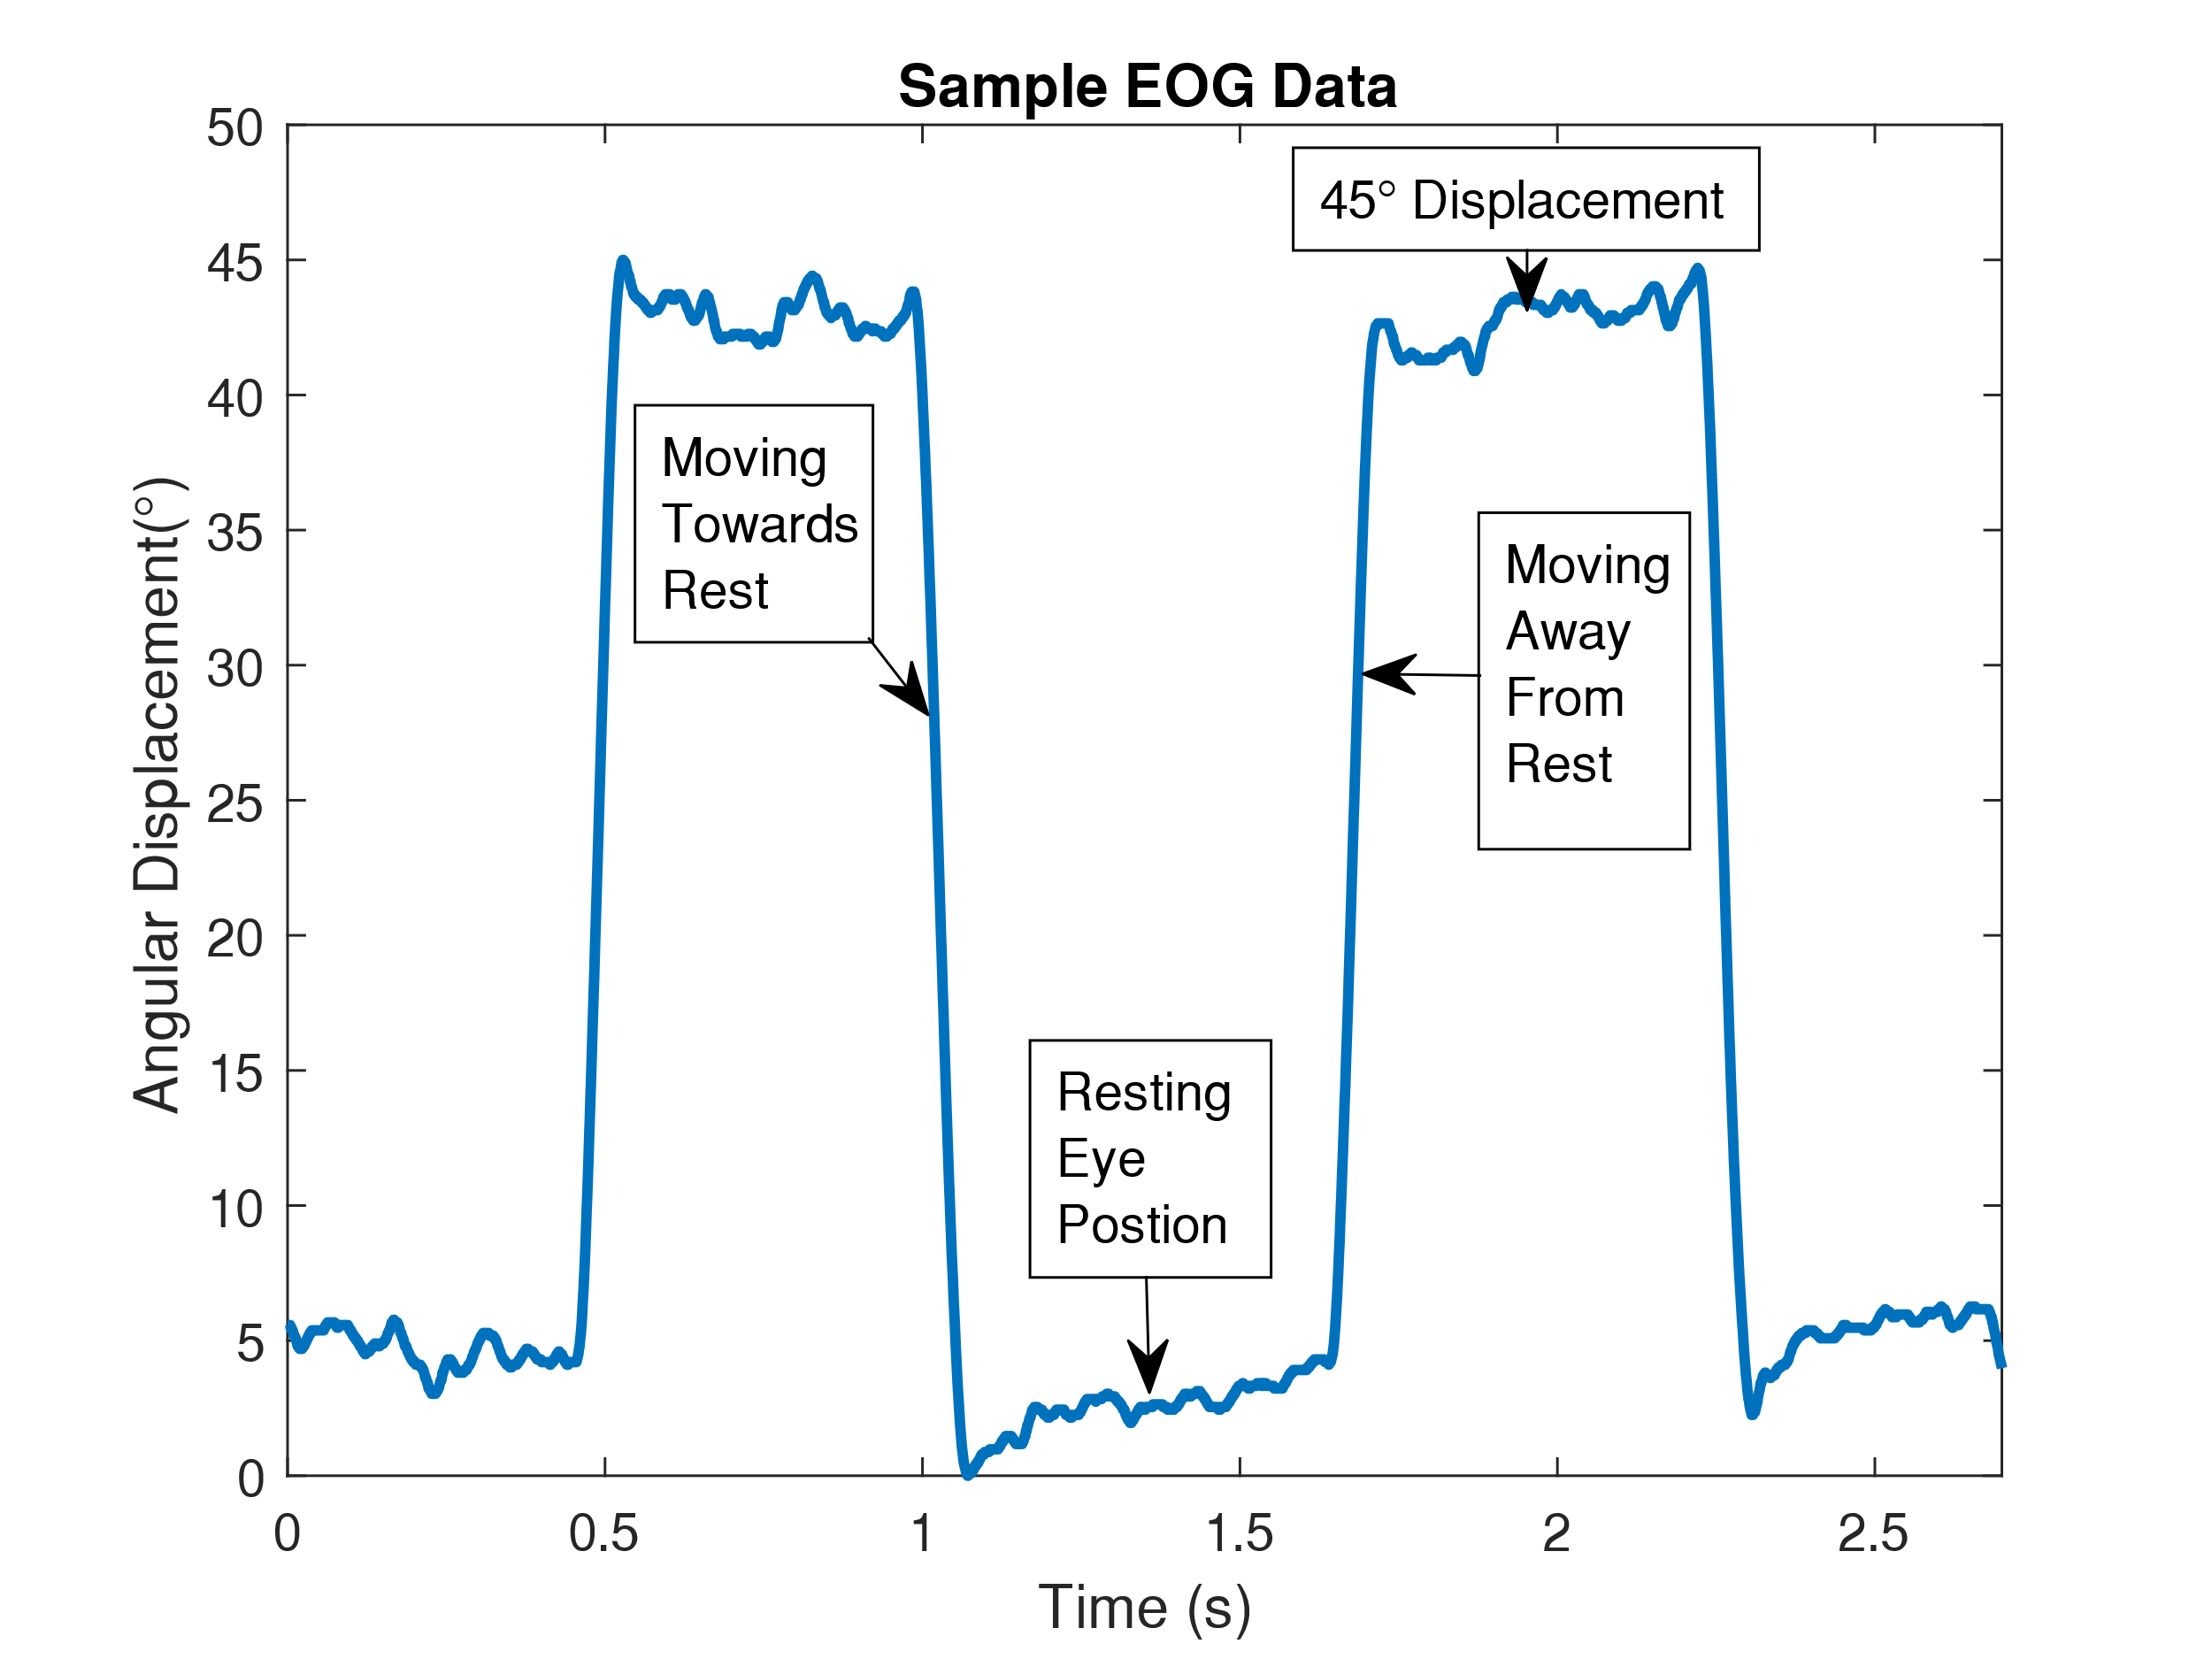 Sample EOG Data
50
45
40
35
30
25
20
15
10
5
0
Angular Displacement(°)
45° Displacement
Moving
Towards
Rest
Moving
Away
From
Rest
Resting
Eye
Postion
0
0.5
1
1.5
2
2.5
Time (s)